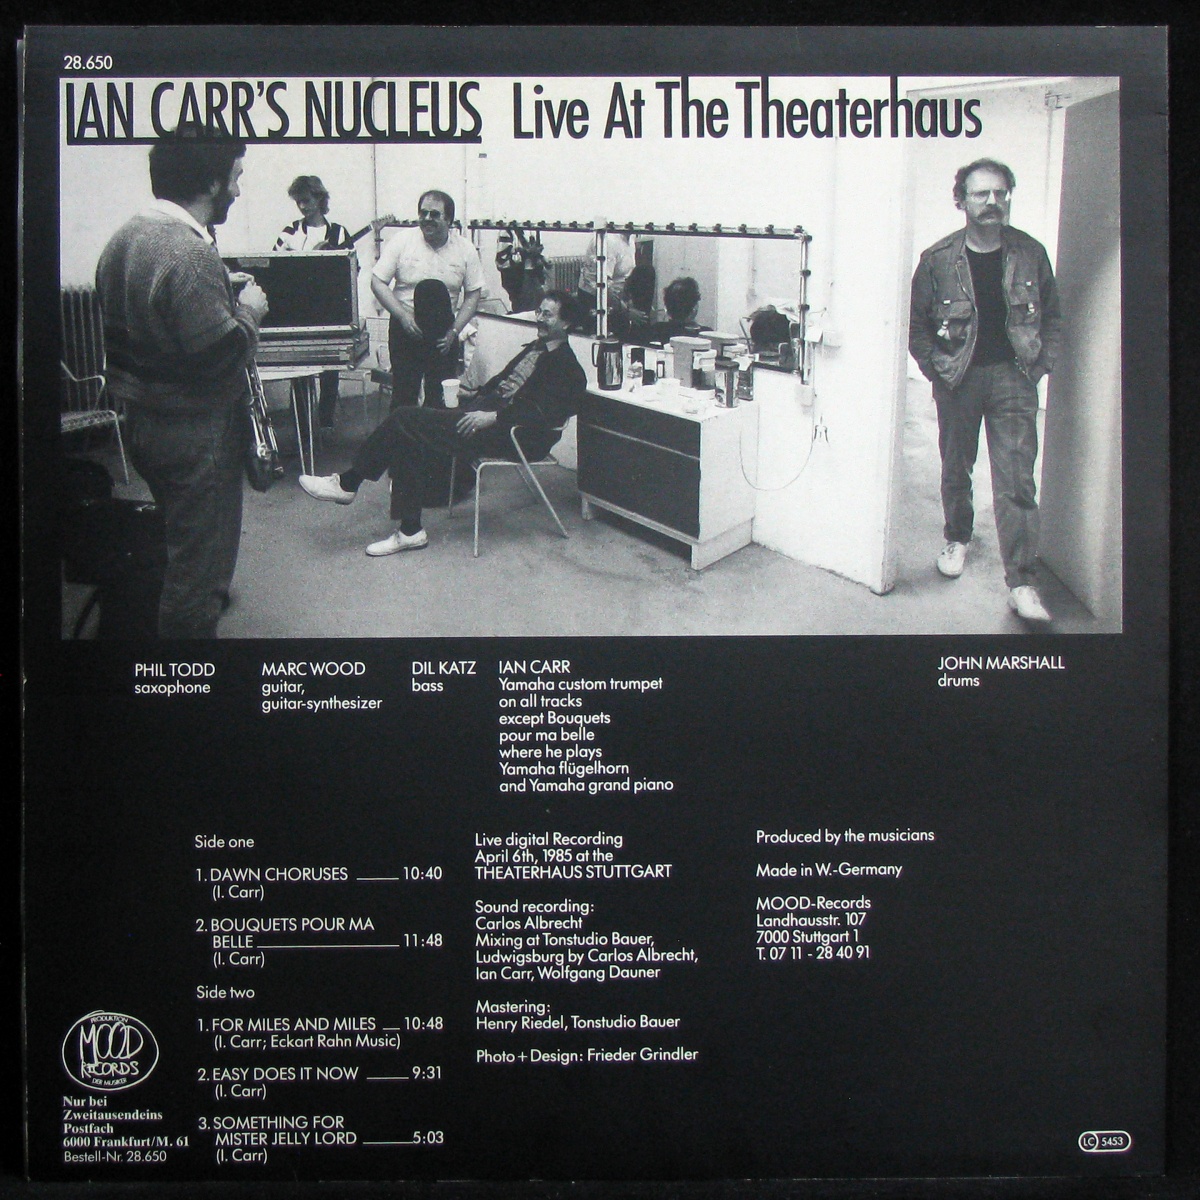 28.650
IAN CARR'S NUCLEUS Live At The Theaterhaus
PHIL TODD
saxophone
MARC WOOD
guitar,
guitar-synthesizer
DIL KATZ
bass
IAN CARR
Yamaha custom trumpet
on all tracks
except Bouquets
pour ma belle
where he plays
Yamaha flügelhorn
and Yamaha grand piano
JOHN MARSHALL
drums
Side one
1. DAWN CHORUSES 10:40
(I. Carr)
2. BOUQUETS POUR MA
BELLE 11:48
(I. Carr)
Side two
1. FOR MILES AND MILES 10:48
(I. Carr; Eckart Rahn Music)
2. EASY DOES IT NOW 9:31
(I. Carr)
3. SOMETHING FOR
MISTER JELLY LORD 5:03
(I. Carr)
Live digital Recording
April 6th, 1985 at the
THEATERHAUS STUTTGART
Sound recording:
Carlos Albrecht
Mixing at Tonstudio Bauer,
Ludwigsburg by Carlos Albrecht,
Ian Carr, Wolfgang Dauner
Mastering:
Henry Riedel, Tonstudio Bauer
Photo + Design: Frieder Grindler
Produced by the musicians
Made in W.-Germany
MOOD-Records
Landhausstr. 107
7000 Stuttgart 1
T. 07 11 - 28 40 91
PRODUKTION
MOOD
RECORDS
DER MUSIKER
Nur bei
Zweitausendeins
Postfach
6000 Frankfurt/M. 61
Bestell-Nr. 28.650
LC 5453